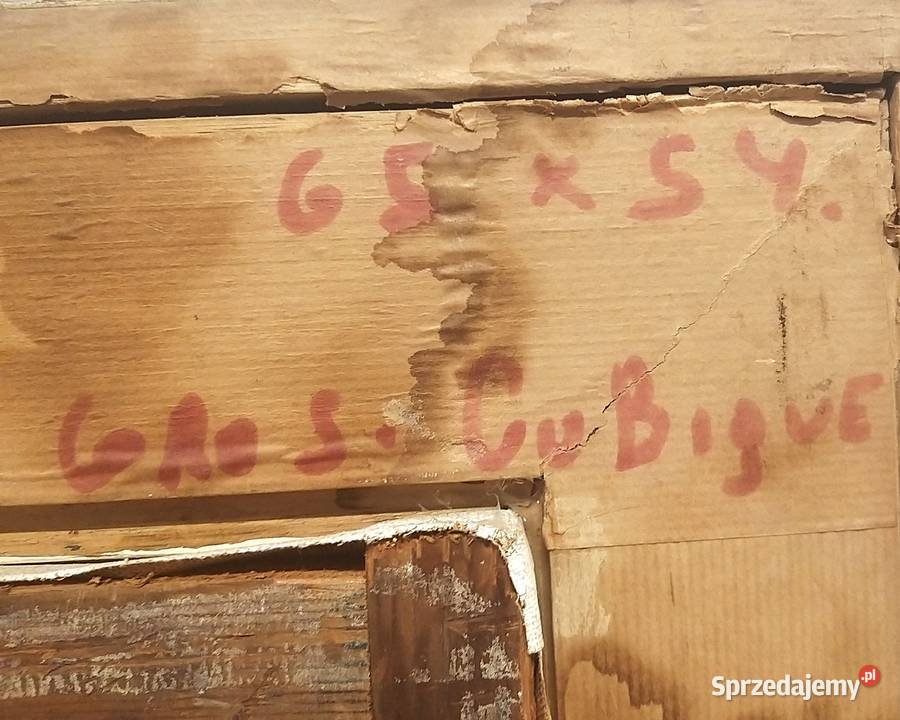 65 x 54.
GROS. CUBIQUE
Sprzedajemy.pl